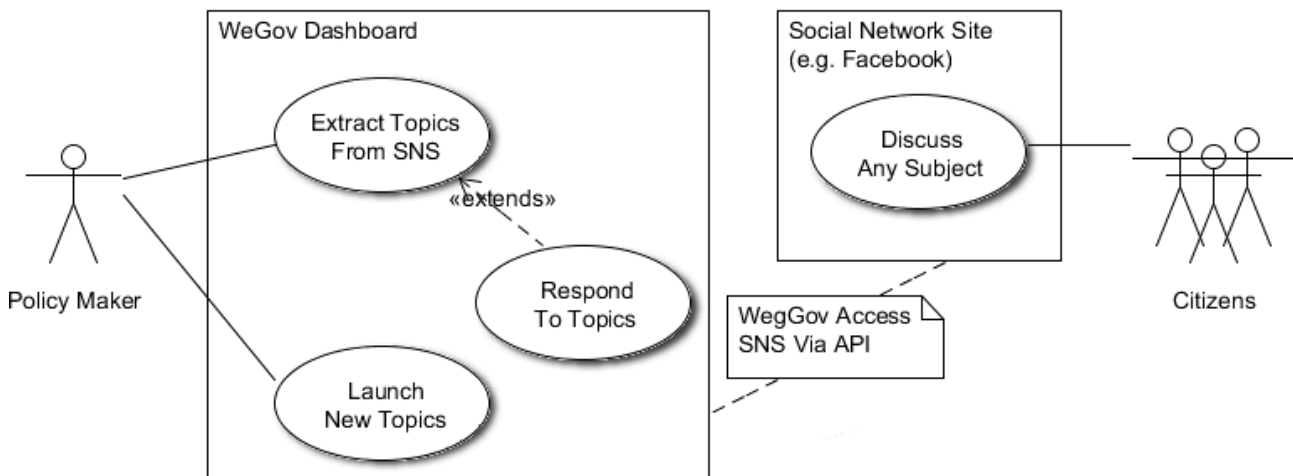 WeGov Dashboard
Social Network Site
(e.g. Facebook)
Extract Topics
From SNS
Discuss
Any Subject
«extends»
Policy Maker
Respond
To Topics
Citizens
WegGov Access
SNS Via API
Launch
New Topics